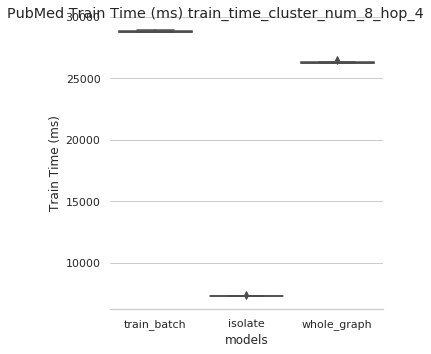 PubMed Train Time (ms) train_time_cluster_num_8_hop_4
30000
25000
20000
15000
10000
Train Time (ms)
train_batch isolate whole_graph
models